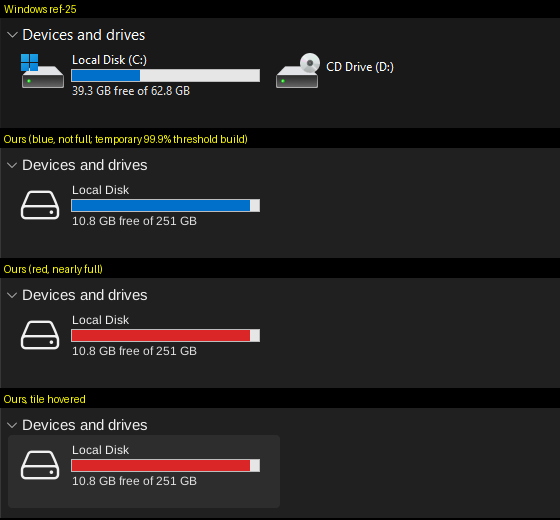 Windows ref-25
Devices and drives
Local Disk (C:)
39.3 GB free of 62.8 GB
CD Drive (D:)
Ours (blue, not full; temporary 99.9% threshold build)
Devices and drives
Local Disk
10.8 GB free of 251 GB
Ours (red, nearly full)
Devices and drives
Local Disk
10.8 GB free of 251 GB
Ours, tile hovered
Devices and drives
Local Disk
10.8 GB free of 251 GB